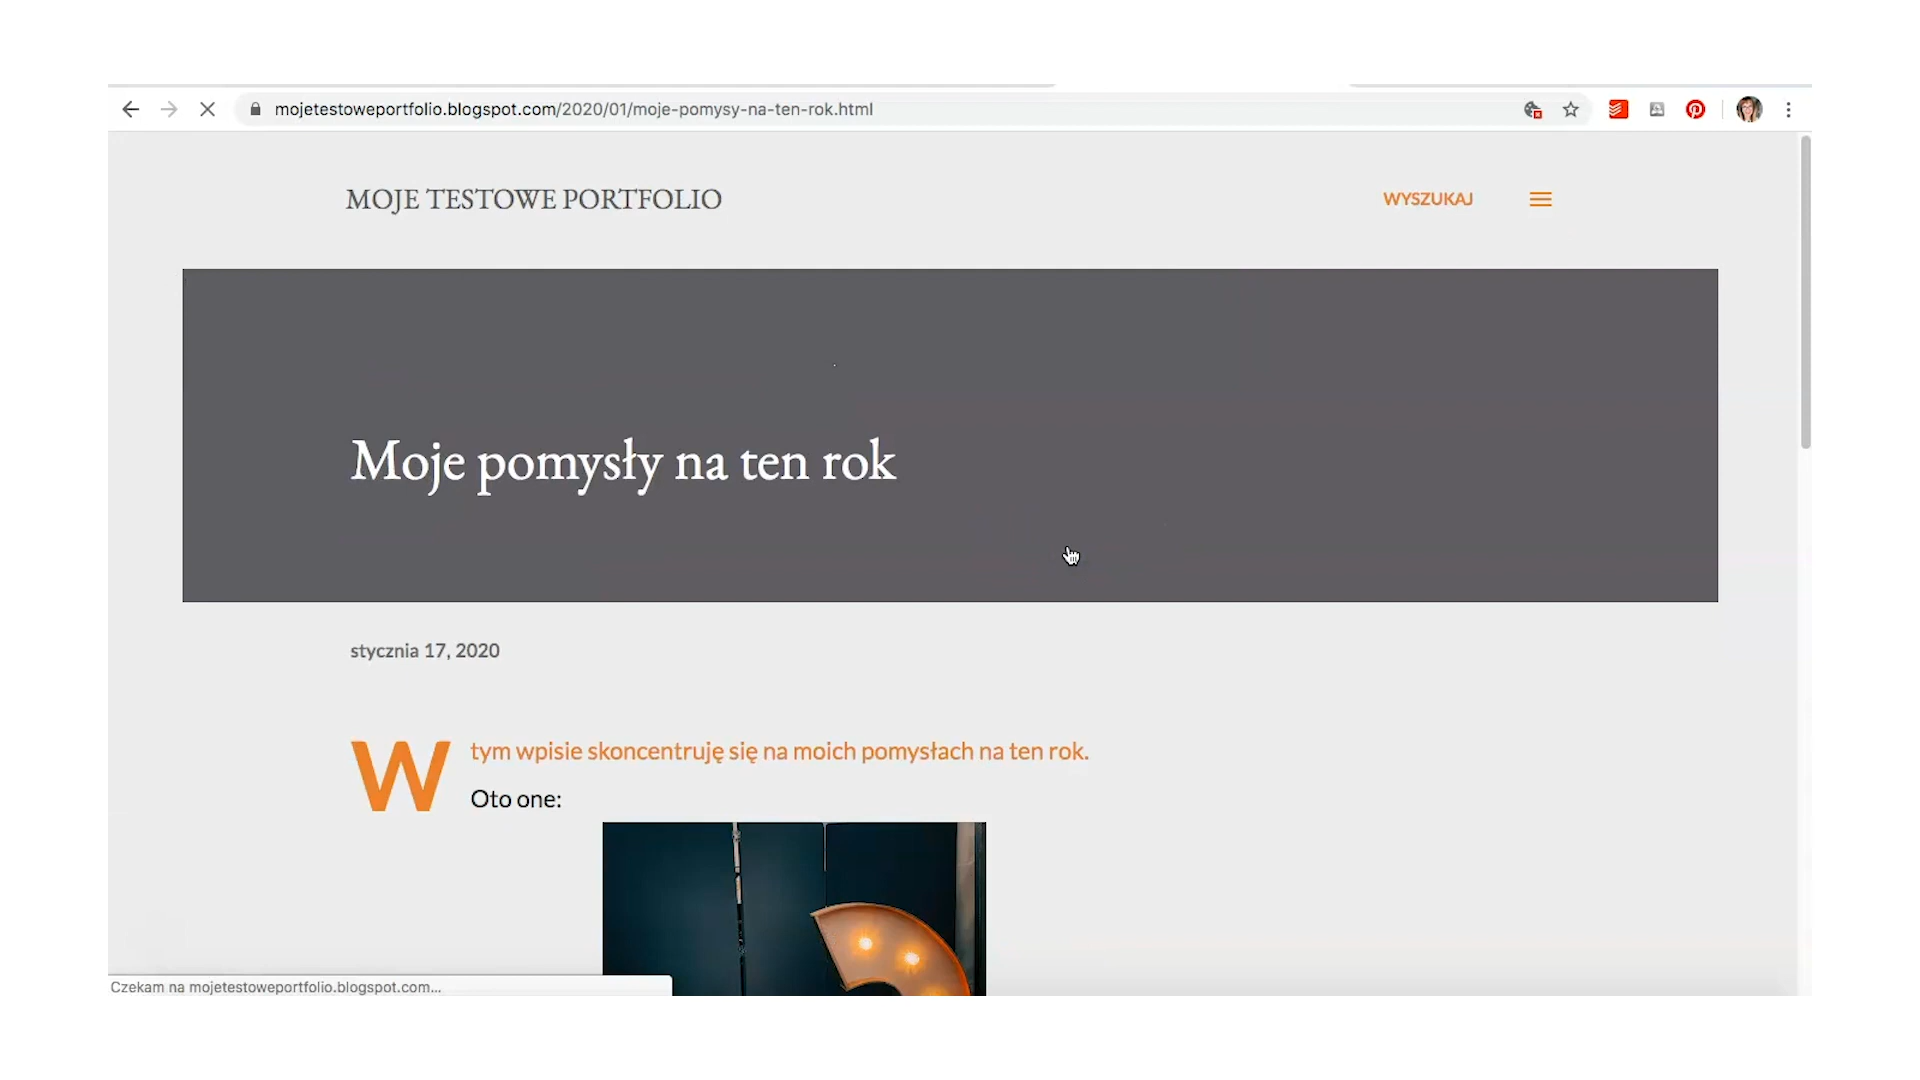 mojetestoweportfolio.blogspot.com/2020/01/moje-pomysy-na-ten-rok.html
MOJE TESTOWE PORTFOLIO
WYSZUKAJ
Moje pomysły na ten rok
stycznia 17, 2020
W tym wpisie skoncentruję się na moich pomysłach na ten rok.
Oto one:
Czekam na mojetestoweportfolio.blogspot.com...